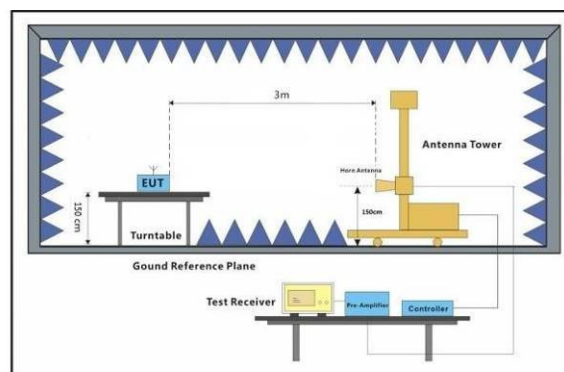 3m
Antenna Tower
Horn Antenna
EUT
150 cm
150cm
Turntable
Gound Reference Plane
Test Receiver
Pre-Amplifier
Controller